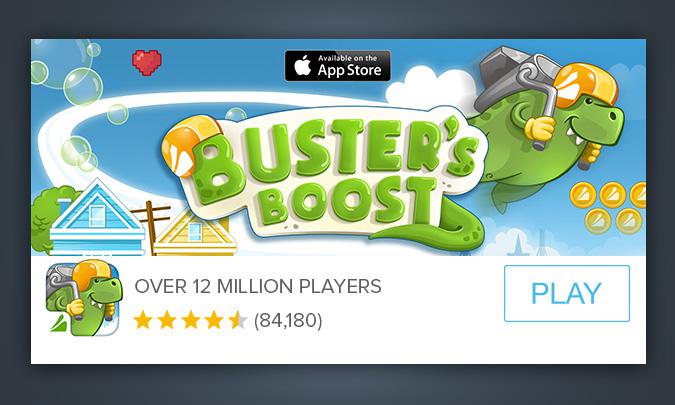 Available on the
App Store
BUSTER'S
BOOST
OVER 12 MILLION PLAYERS
(84,180)
PLAY